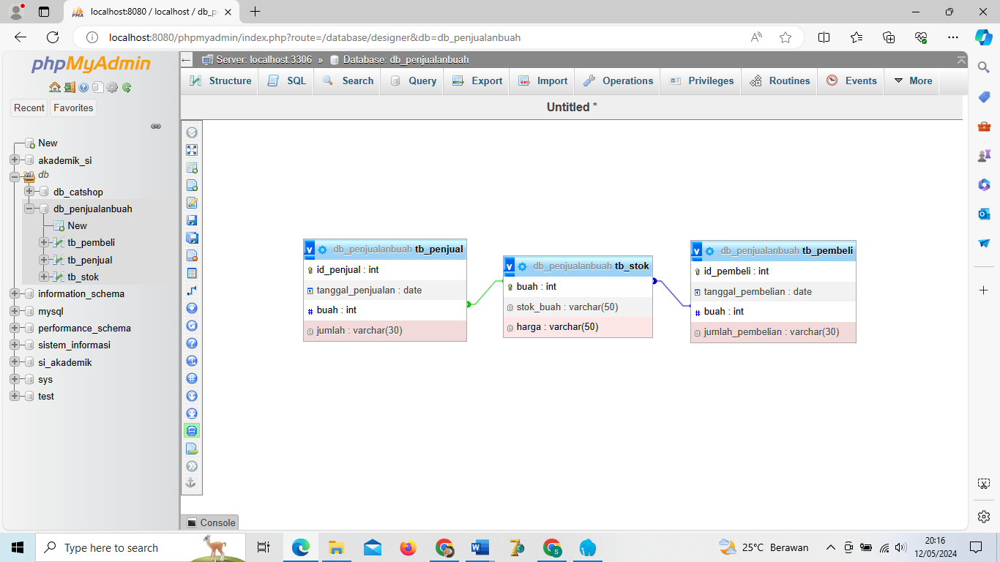 localhost:8080 / localhost / db_p
localhost:8080/phpmyadmin/index.php?route=/database/designer&db=db_penjualanbuah
phpMyAdmin
Recent
Favorites
New
akademik_si
db
db_catshop
db_penjualanbuah
New
tb_pembeli
tb_penjual
tb_stok
information_schema
mysql
performance_schema
sistem_informasi
si_akademik
sys
test
Server: localhost:3306 » Database: db_penjualanbuah
Structure SQL Search Query Export Import Operations Privileges Routines Events More
Untitled *
db_penjualanbuah tb_penjual
id_penjual : int
tanggal_penjualan : date
buah : int
jumlah : varchar(30)
db_penjualanbuah tb_stok
buah : int
stok_buah : varchar(50)
harga : varchar(50)
db_penjualanbuah tb_pembeli
id_pembeli : int
tanggal_pembelian : date
buah : int
jumlah_pembelian : varchar(30)
Console
Type here to search
25°C Berawan
20:16
12/05/2024